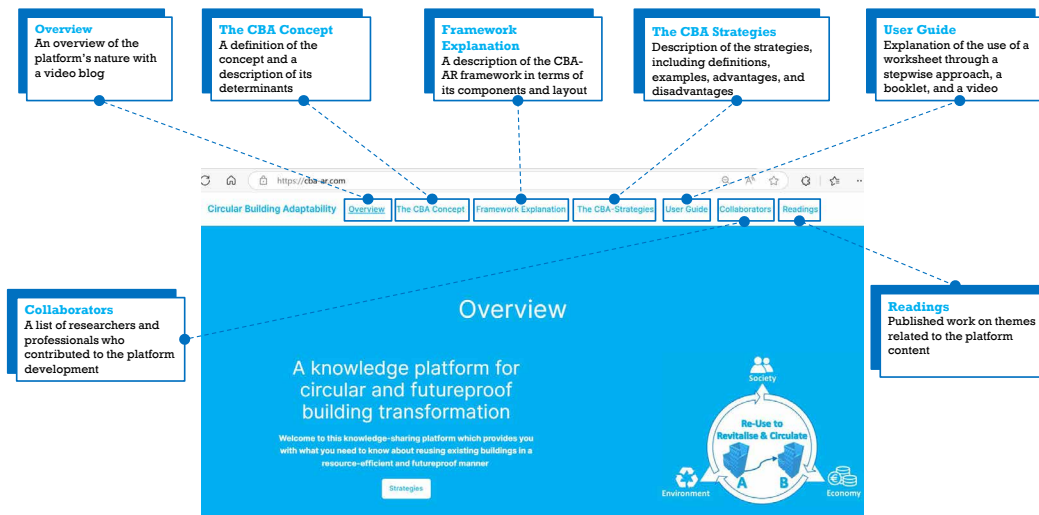 Overview
An overview of the
platform's nature with
a video blog
The CBA Concept
A definition of the
concept and a
description of its
determinants
Framework
Explanation
A description of the CBA-
AR framework in terms of
its components and layout
The CBA Strategies
Description of the strategies,
including definitions,
examples, advantages, and
disadvantages
User Guide
Explanation of the use of a
worksheet through a
stepwise approach, a
booklet, and a video
https://cba-ar.com
Circular Building Adaptability Overview The CBA Concept Framework Explanation The CBA-Strategies User Guide Collaborators Readings
Overview
A knowledge platform for
circular and futureproof
building transformation
Welcome to this knowledge-sharing platform which provides you
with what you need to know about reusing existing buildings in a
resource-efficient and futureproof manner
Strategies
Society
Re-Use to
Revitalise & Circulate
A B
Environment
Economy
Collaborators
A list of researchers and
professionals who
contributed to the platform
development
Readings
Published work on themes
related to the platform
content